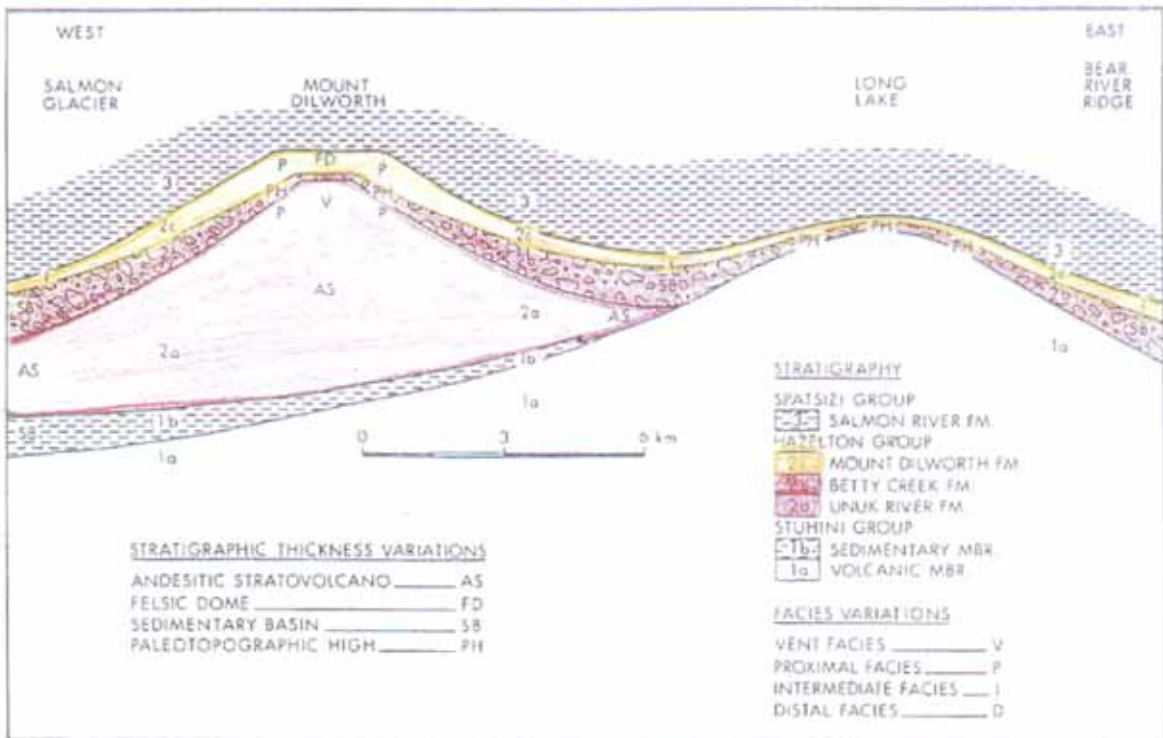 WEST
EAST
SALMON
GLACIER
MOUNT
DILWORTH
LONG
LAKE
BEAR
RIVER
RIDGE
P FD P
3
PH PH
P V P
3
2c
PH PH PH
3
SB
AS
SB
2a
AS
SB
AS
2a
1b
1a
1a
SB
1b
1a
0 3 6 km
STRATIGRAPHY
SPATSIZI GROUP
3 SALMON RIVER FM.
HAZELTON GROUP
MOUNT DILWORTH FM.
BETTY CREEK FM.
2a UNUK RIVER FM.
STUHINI GROUP
1b SEDIMENTARY MBR.
1a VOLCANIC MBR.
STRATIGRAPHIC THICKNESS VARIATIONS
ANDESITIC STRATOVOLCANO AS
FELSIC DOME FD
SEDIMENTARY BASIN SB
PALEOTOPOGRAPHIC HIGH PH
FACIES VARIATIONS
VENT FACIES V
PROXIMAL FACIES P
INTERMEDIATE FACIES I
DISTAL FACIES D